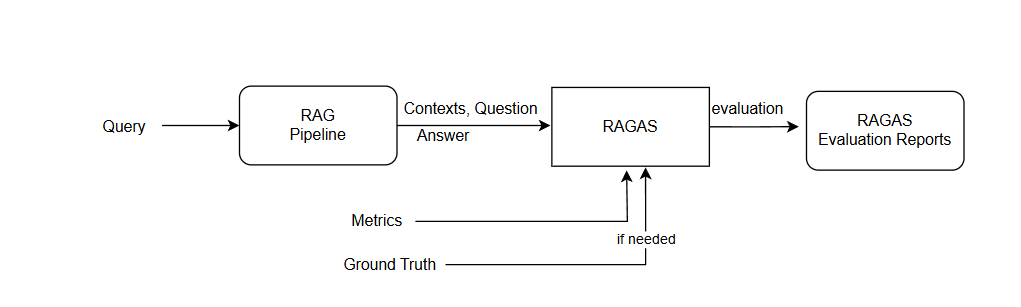 Query
RAG
Pipeline
Contexts, Question
Answer
RAGAS
evaluation
RAGAS
Evaluation Reports
Metrics
if needed
Ground Truth